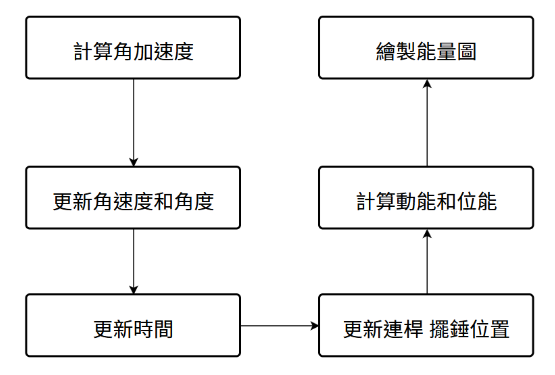 計算角加速度
更新角速度和角度
更新時間
更新連桿 擺錘位置
計算動能和位能
繪製能量圖